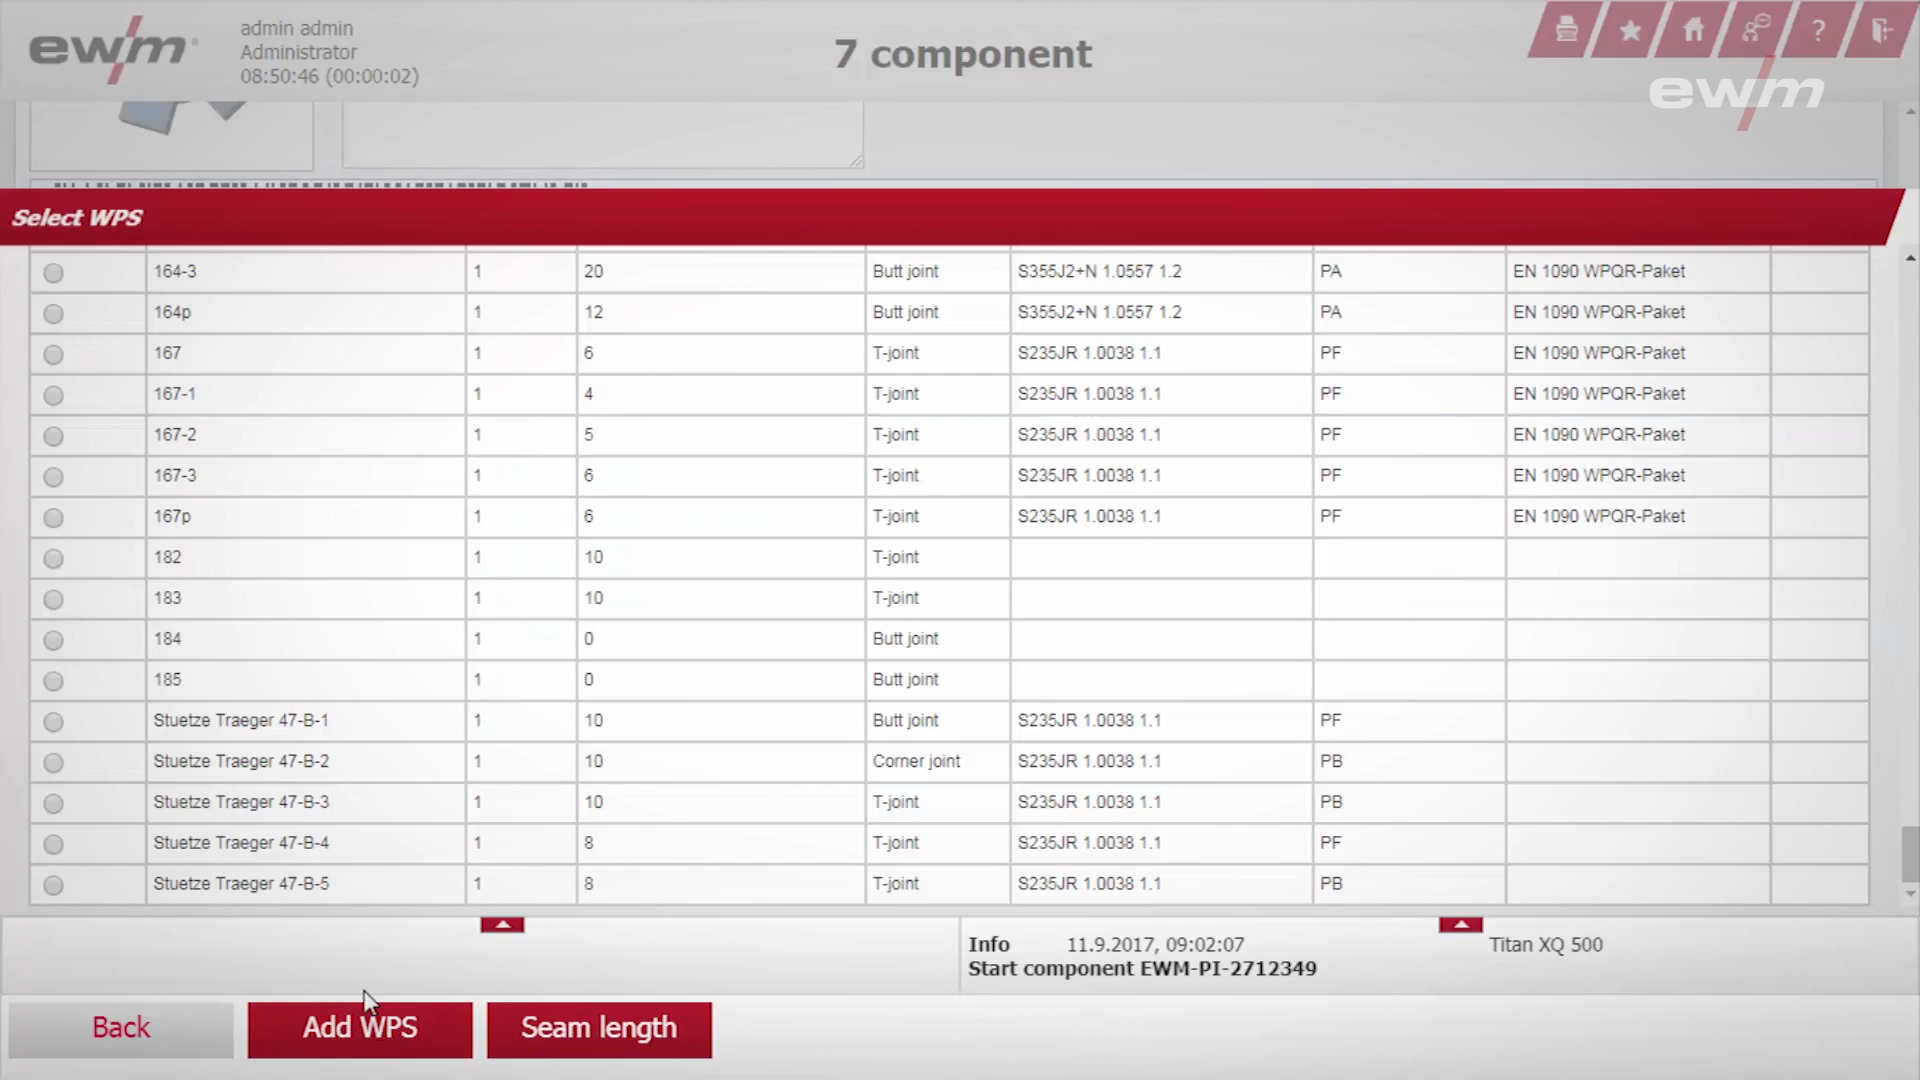 ewm
admin admin
Administrator
08:50:46 (00:00:02)
7 component
?
ewm
Select WPS
164-3 1 20 Butt joint S355J2+N 1.0557 1.2 PA EN 1090 WPQR-Paket
164p 1 12 Butt joint S355J2+N 1.0557 1.2 PA EN 1090 WPQR-Paket
167 1 6 T-joint S235JR 1.0038 1.1 PF EN 1090 WPQR-Paket
167-1 1 4 T-joint S235JR 1.0038 1.1 PF EN 1090 WPQR-Paket
167-2 1 5 T-joint S235JR 1.0038 1.1 PF EN 1090 WPQR-Paket
167-3 1 6 T-joint S235JR 1.0038 1.1 PF EN 1090 WPQR-Paket
167p 1 6 T-joint S235JR 1.0038 1.1 PF EN 1090 WPQR-Paket
182 1 10 T-joint
183 1 10 T-joint
184 1 0 Butt joint
185 1 0 Butt joint
Stuetze Traeger 47-B-1 1 10 Butt joint S235JR 1.0038 1.1 PF
Stuetze Traeger 47-B-2 1 10 Corner joint S235JR 1.0038 1.1 PB
Stuetze Traeger 47-B-3 1 10 T-joint S235JR 1.0038 1.1 PB
Stuetze Traeger 47-B-4 1 8 T-joint S235JR 1.0038 1.1 PF
Stuetze Traeger 47-B-5 1 8 T-joint S235JR 1.0038 1.1 PB
Info 11.9.2017, 09:02:07 Titan XQ 500
Start component EWM-PI-2712349
Back Add WPS Seam length